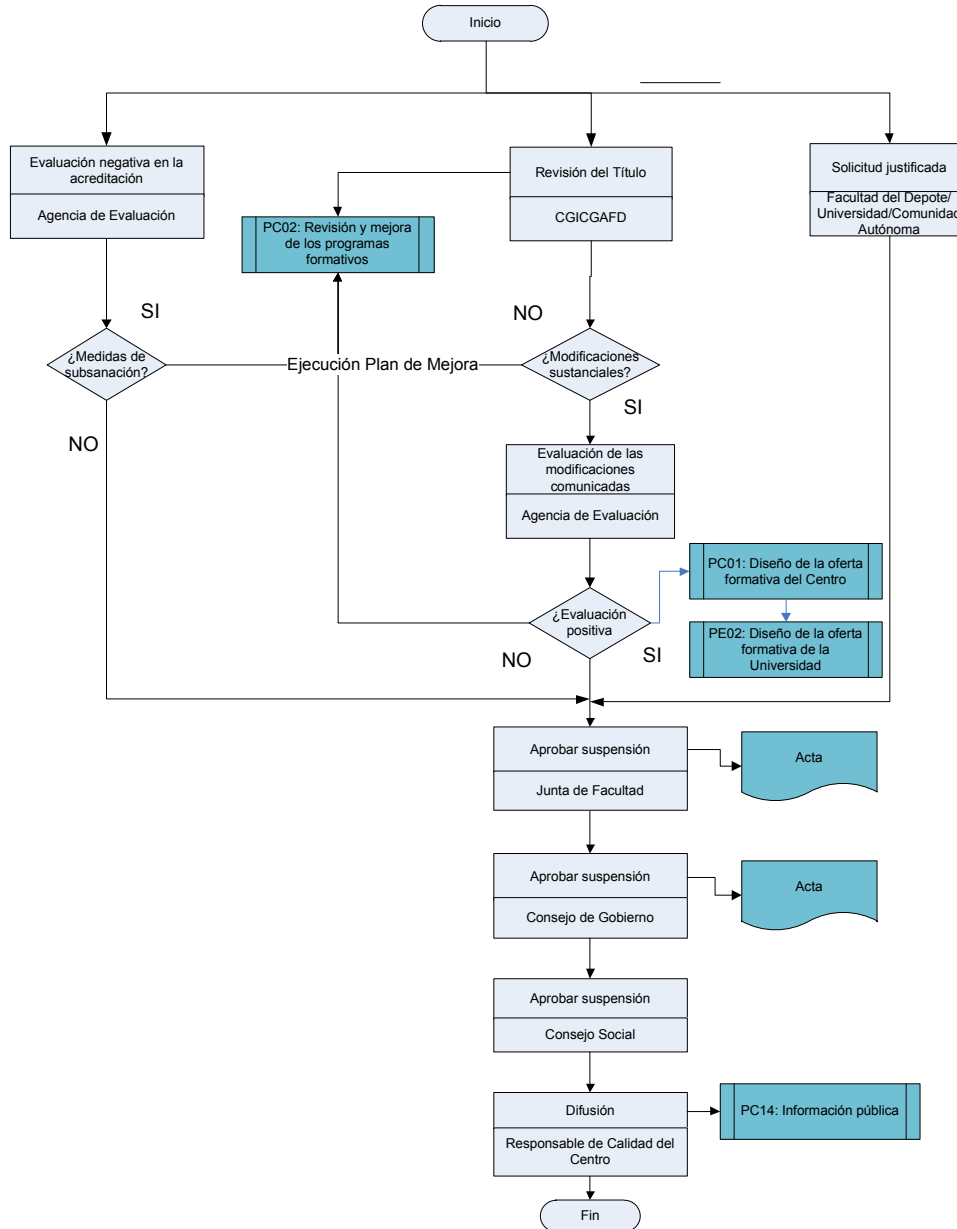 Inicio
Evaluación negativa en la
acreditación
Agencia de Evaluación
Revisión del Título
CGICGAFD
Solicitud justificada
Facultad del Depote/
Universidad/Comunidad
Autónoma
PC02: Revisión y mejora
de los programas
formativos
SI
NO
¿Medidas de
subsanación?
Ejecución Plan de Mejora
¿Modificaciones
sustanciales?
NO
SI
Evaluación de las
modificaciones
comunicadas
Agencia de Evaluación
PC01: Diseño de la oferta
formativa del Centro
¿Evaluación
positiva
PE02: Diseño de la oferta
formativa de la
Universidad
NO
SI
Aprobar suspensión
Junta de Facultad
Acta
Aprobar suspensión
Consejo de Gobierno
Acta
Aprobar suspensión
Consejo Social
Difusión
Responsable de Calidad del
Centro
PC14: Información pública
Fin